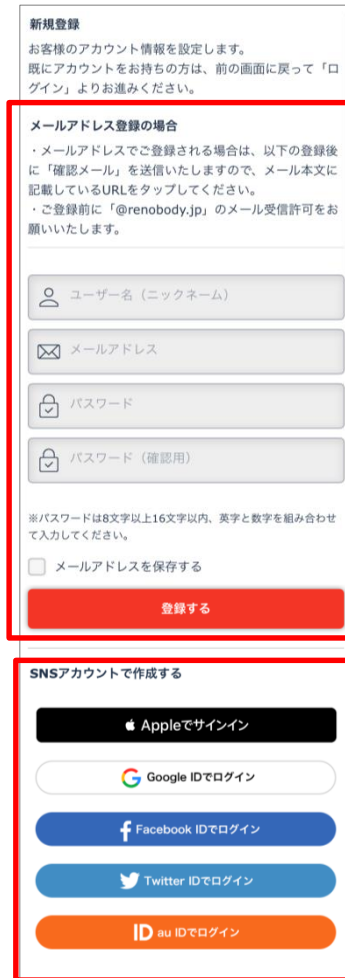 新規登録
お客様のアカウント情報を設定します。
既にアカウントをお持ちの方は、前の画面に戻って「ロ
グイン」よりお進みください。
メールアドレス登録の場合
・メールアドレスでご登録される場合は、以下の登録後
に「確認メール」を送信いたしますので、メール本文に
記載しているURLをタップしてください。
・ご登録前に「@renobody.jp」のメール受信許可をお
願いいたします。
ユーザー名（ニックネーム）
メールアドレス
パスワード
パスワード（確認用）
※パスワードは8文字以上16文字以内、英字と数字を組み合わせ
て入力してください。
メールアドレスを保存する
登録する
SNSアカウントで作成する
Appleでサインイン
Google IDでログイン
Facebook IDでログイン
Twitter IDでログイン
ID au IDでログイン